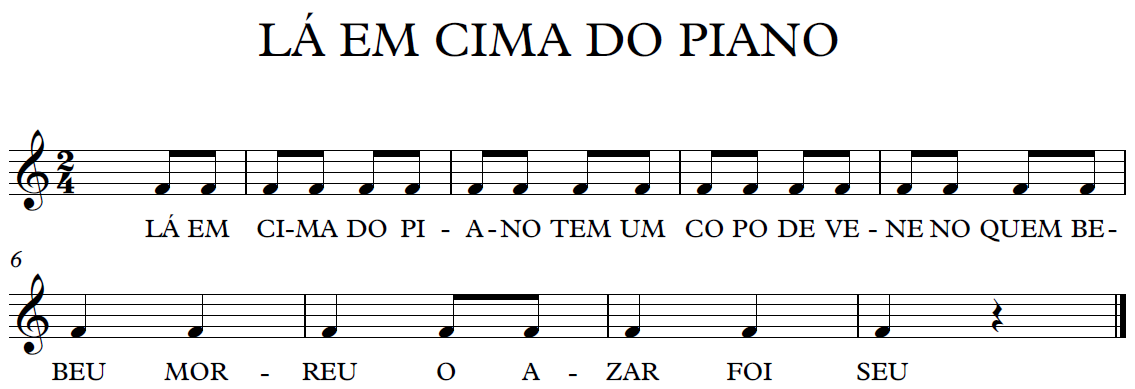 LÁ EM CIMA DO PIANO
2
4
LÁ EM CI-MA DO PI - A-NO TEM UM CO PO DE VE - NE NO QUEM BE-
6
BEU MOR - REU O A - ZAR FOI SEU